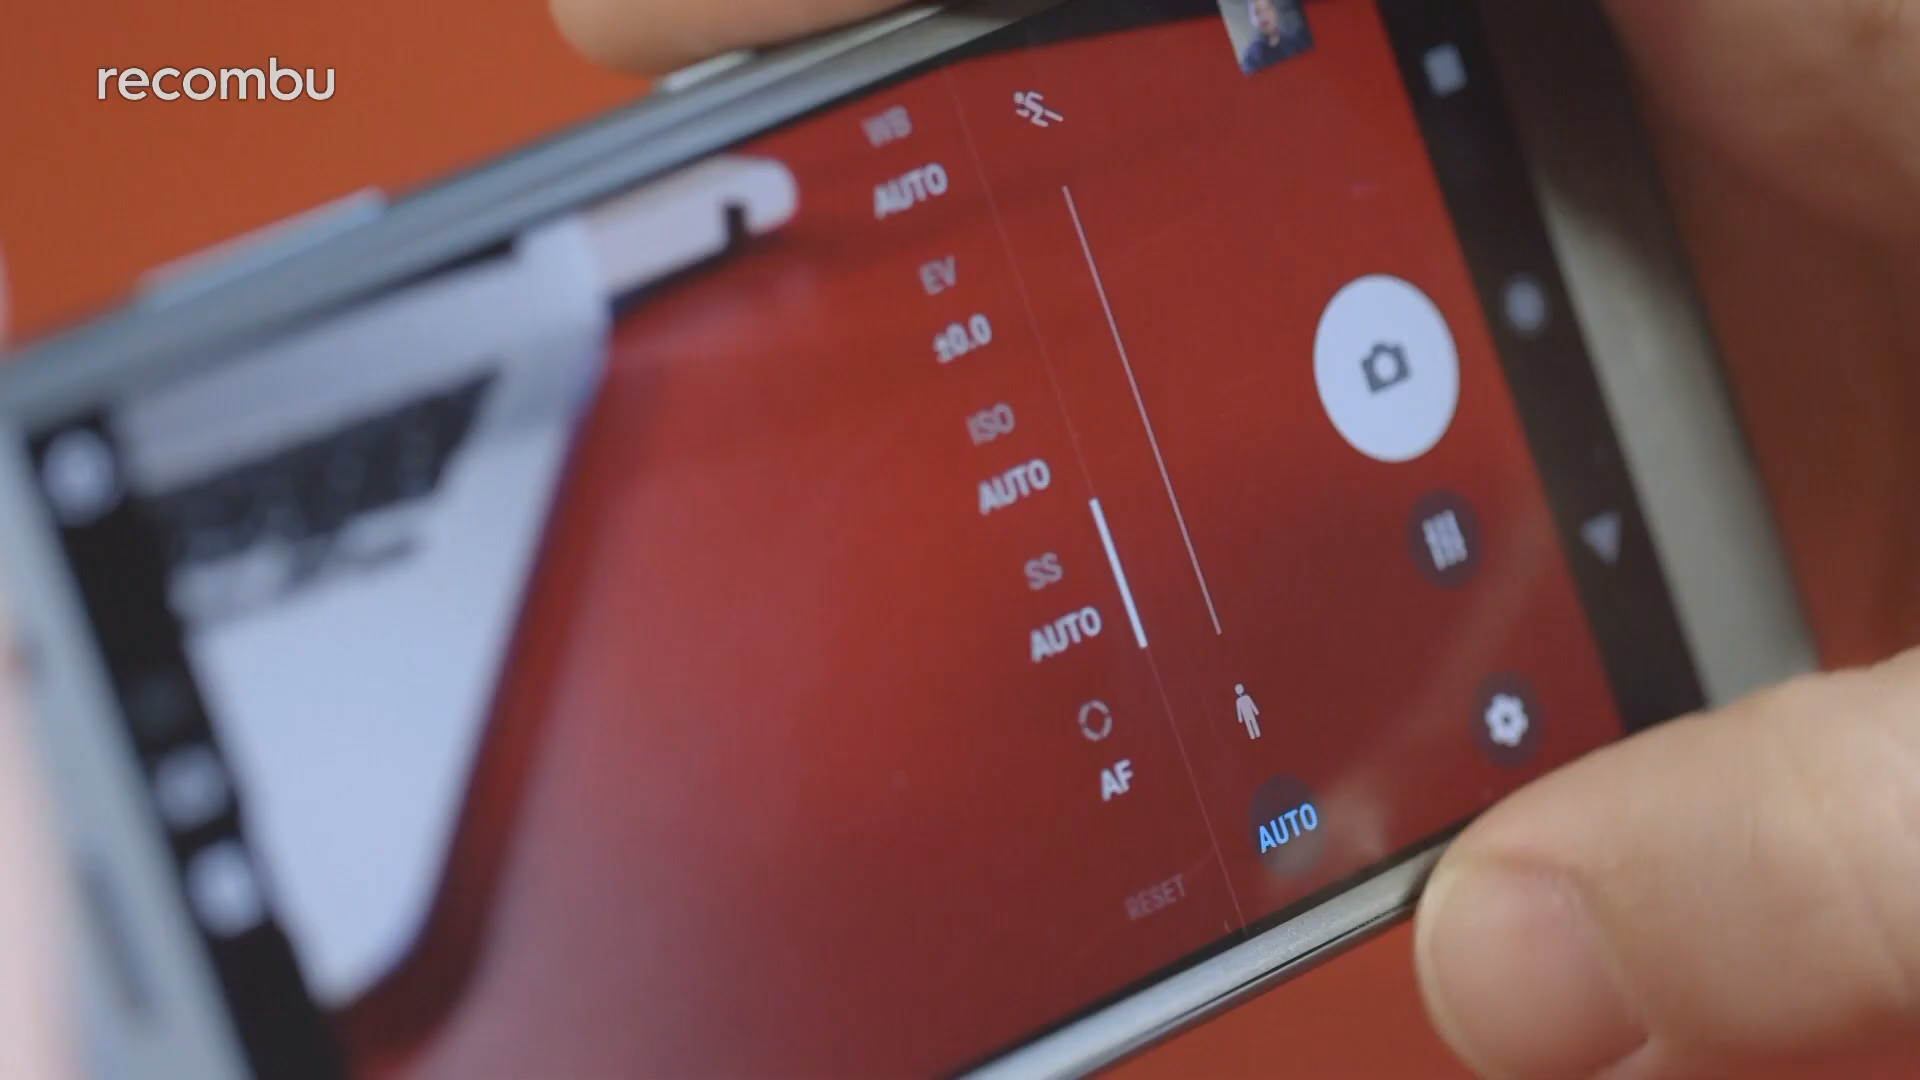 recombu
WB
AUTO
EV
±0.0
ISO
AUTO
SS
AUTO
AF
AUTO
RESET